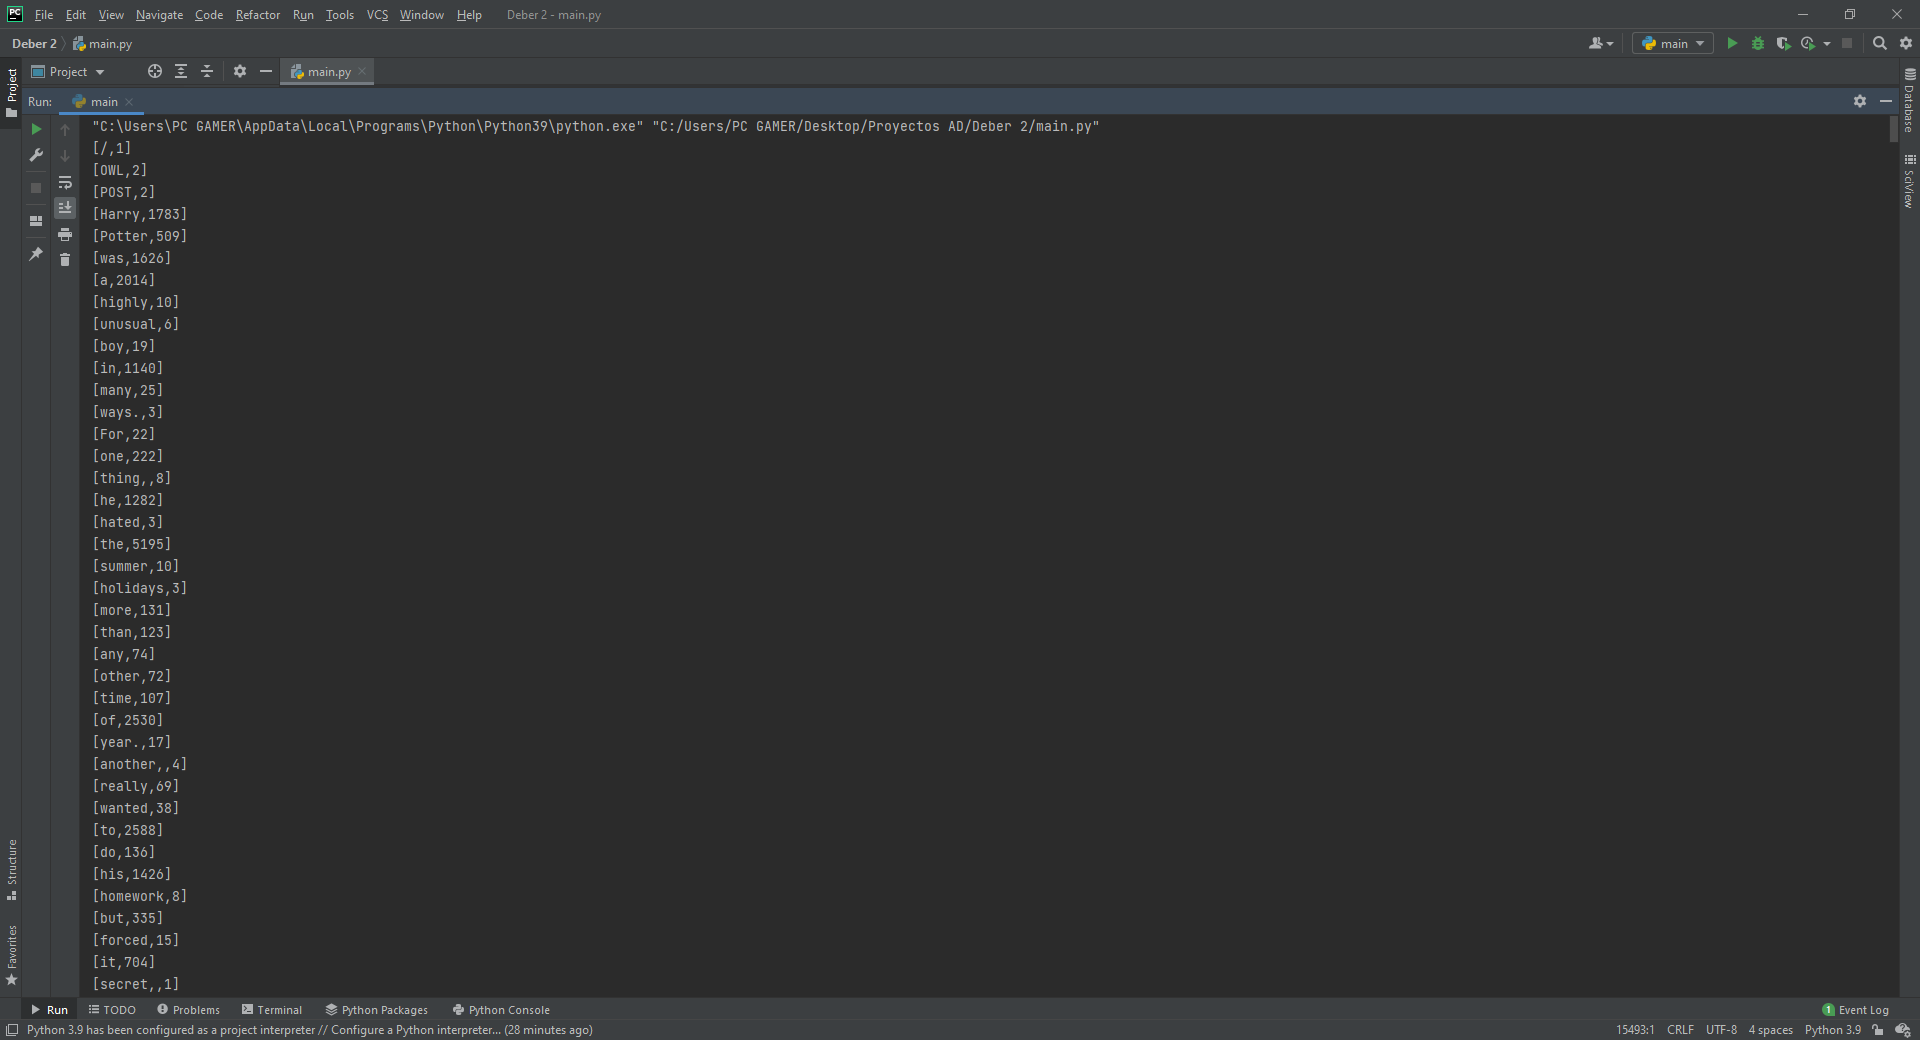 PC File Edit View Navigate Code Refactor Run Tools VCS Window Help Deber 2 - main.py
Deber 2 main.py main
Project main.py
Project
Run: main
"C:\Users\PC GAMER\AppData\Local\Programs\Python\Python39\python.exe" "C:/Users/PC GAMER/Desktop/Proyectos AD/Deber 2/main.py"
[/,1]
[OWL,2]
[POST,2]
[Harry,1783]
[Potter,509]
[was,1626]
[a,2014]
[highly,10]
[unusual,6]
[boy,19]
[in,1140]
[many,25]
[ways.,3]
[For,22]
[one,222]
[thing,,8]
[he,1282]
[hated,3]
[the,5195]
[summer,10]
[holidays,3]
[more,131]
[than,123]
[any,74]
[other,72]
[time,107]
[of,2530]
[year.,17]
[another,,4]
[really,69]
[wanted,38]
[to,2588]
[do,136]
[his,1426]
[homework,8]
[but,335]
[forced,15]
[it,704]
[secret,,1]
Database
SciView
Structure
Favorites
Run TODO Problems Terminal Python Packages Python Console 1 Event Log
Python 3.9 has been configured as a project interpreter // Configure a Python interpreter... (28 minutes ago) 15493:1 CRLF UTF-8 4 spaces Python 3.9